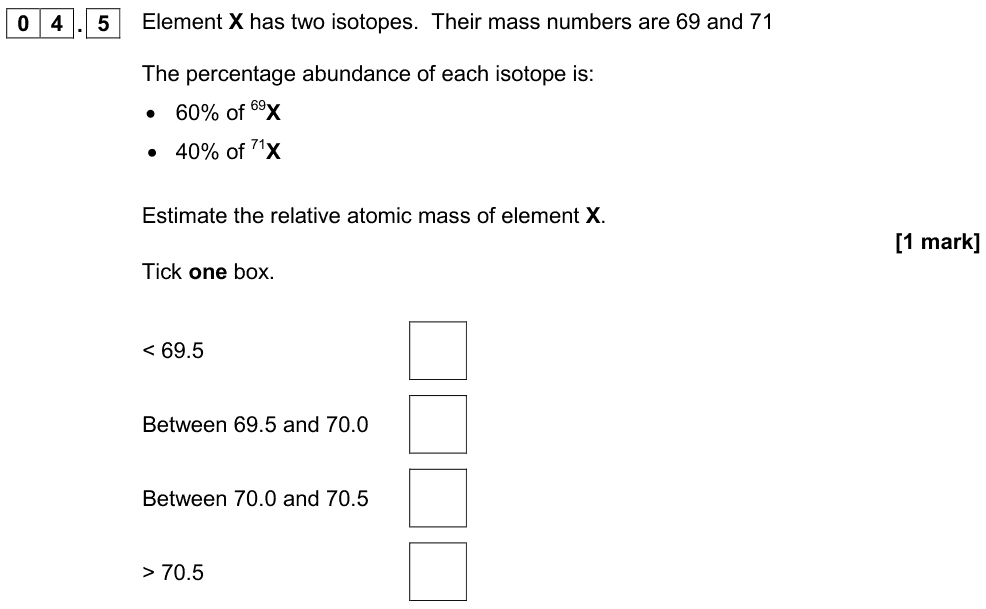 04.5 Element X has two isotopes. Their mass numbers are 69 and 71
The percentage abundance of each isotope is:
• 60% of ⁶⁹X
• 40% of ⁷¹X
Estimate the relative atomic mass of element X.
[1 mark]
Tick one box.
< 69.5
Between 69.5 and 70.0
Between 70.0 and 70.5
> 70.5